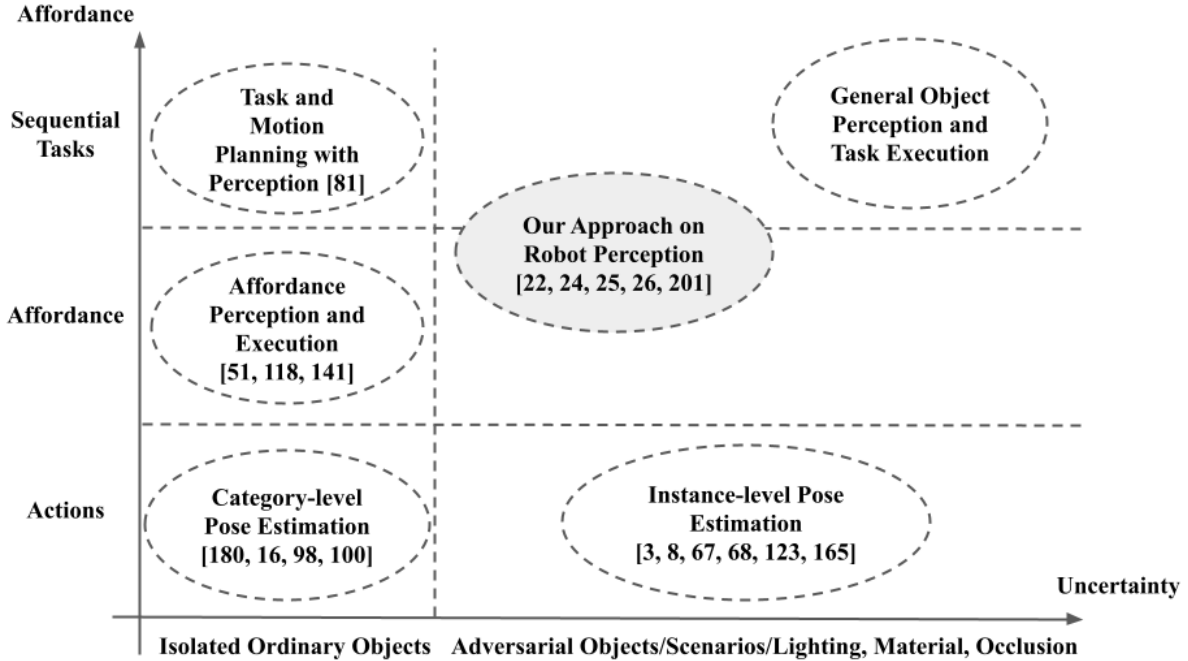 Affordance
Sequential
Tasks
Task and
Motion
Planning with
Perception [81]
General Object
Perception and
Task Execution
Our Approach on
Robot Perception
[22, 24, 25, 26, 201]
Affordance
Affordance
Perception and
Execution
[51, 118, 141]
Actions
Category-level
Pose Estimation
[180, 16, 98, 100]
Instance-level Pose
Estimation
[3, 8, 67, 68, 123, 165]
Uncertainty
Isolated Ordinary Objects
Adversarial Objects/Scenarios/Lighting, Material, Occlusion